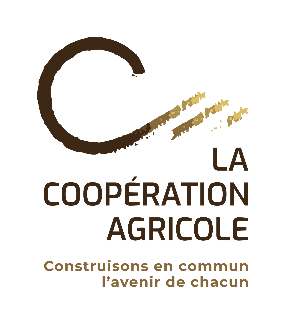 LA
COOPÉRATION
AGRICOLE
Construisons en commun
l'avenir de chacun